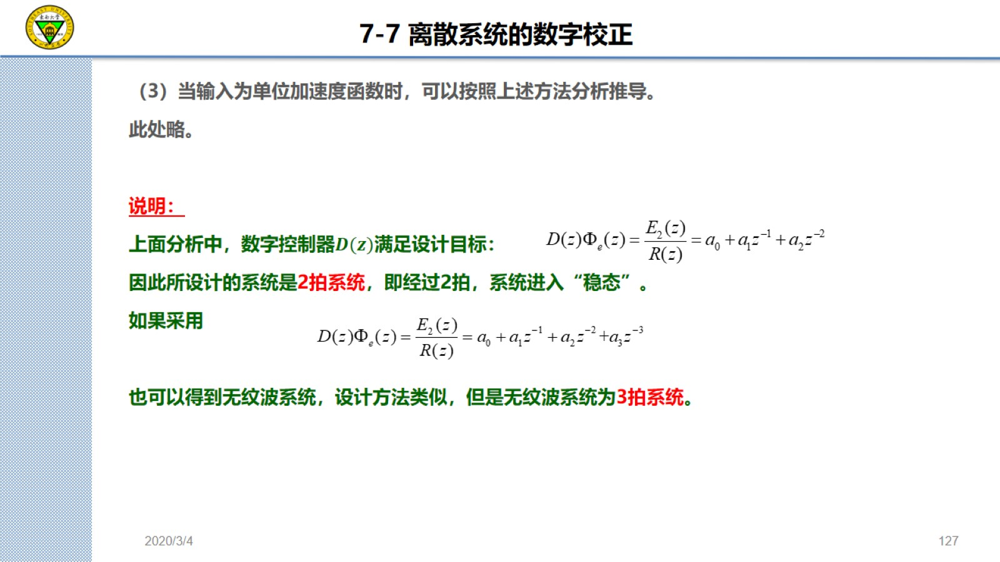 7-7 离散系统的数字校正
（3）当输入为单位加速度函数时，可以按照上述方法分析推导。
此处略。
说明：
上面分析中，数字控制器D(z)满足设计目标： D(z)Φ_e(z) = E_2(z)/R(z) = a_0 + a_1z^{-1} + a_2z^{-2}
因此所设计的系统是2拍系统，即经过2拍，系统进入“稳态”。
如果采用
D(z)Φ_e(z) = E_2(z)/R(z) = a_0 + a_1z^{-1} + a_2z^{-2} +a_3z^{-3}
也可以得到无纹波系统，设计方法类似，但是无纹波系统为3拍系统。
2020/3/4
127